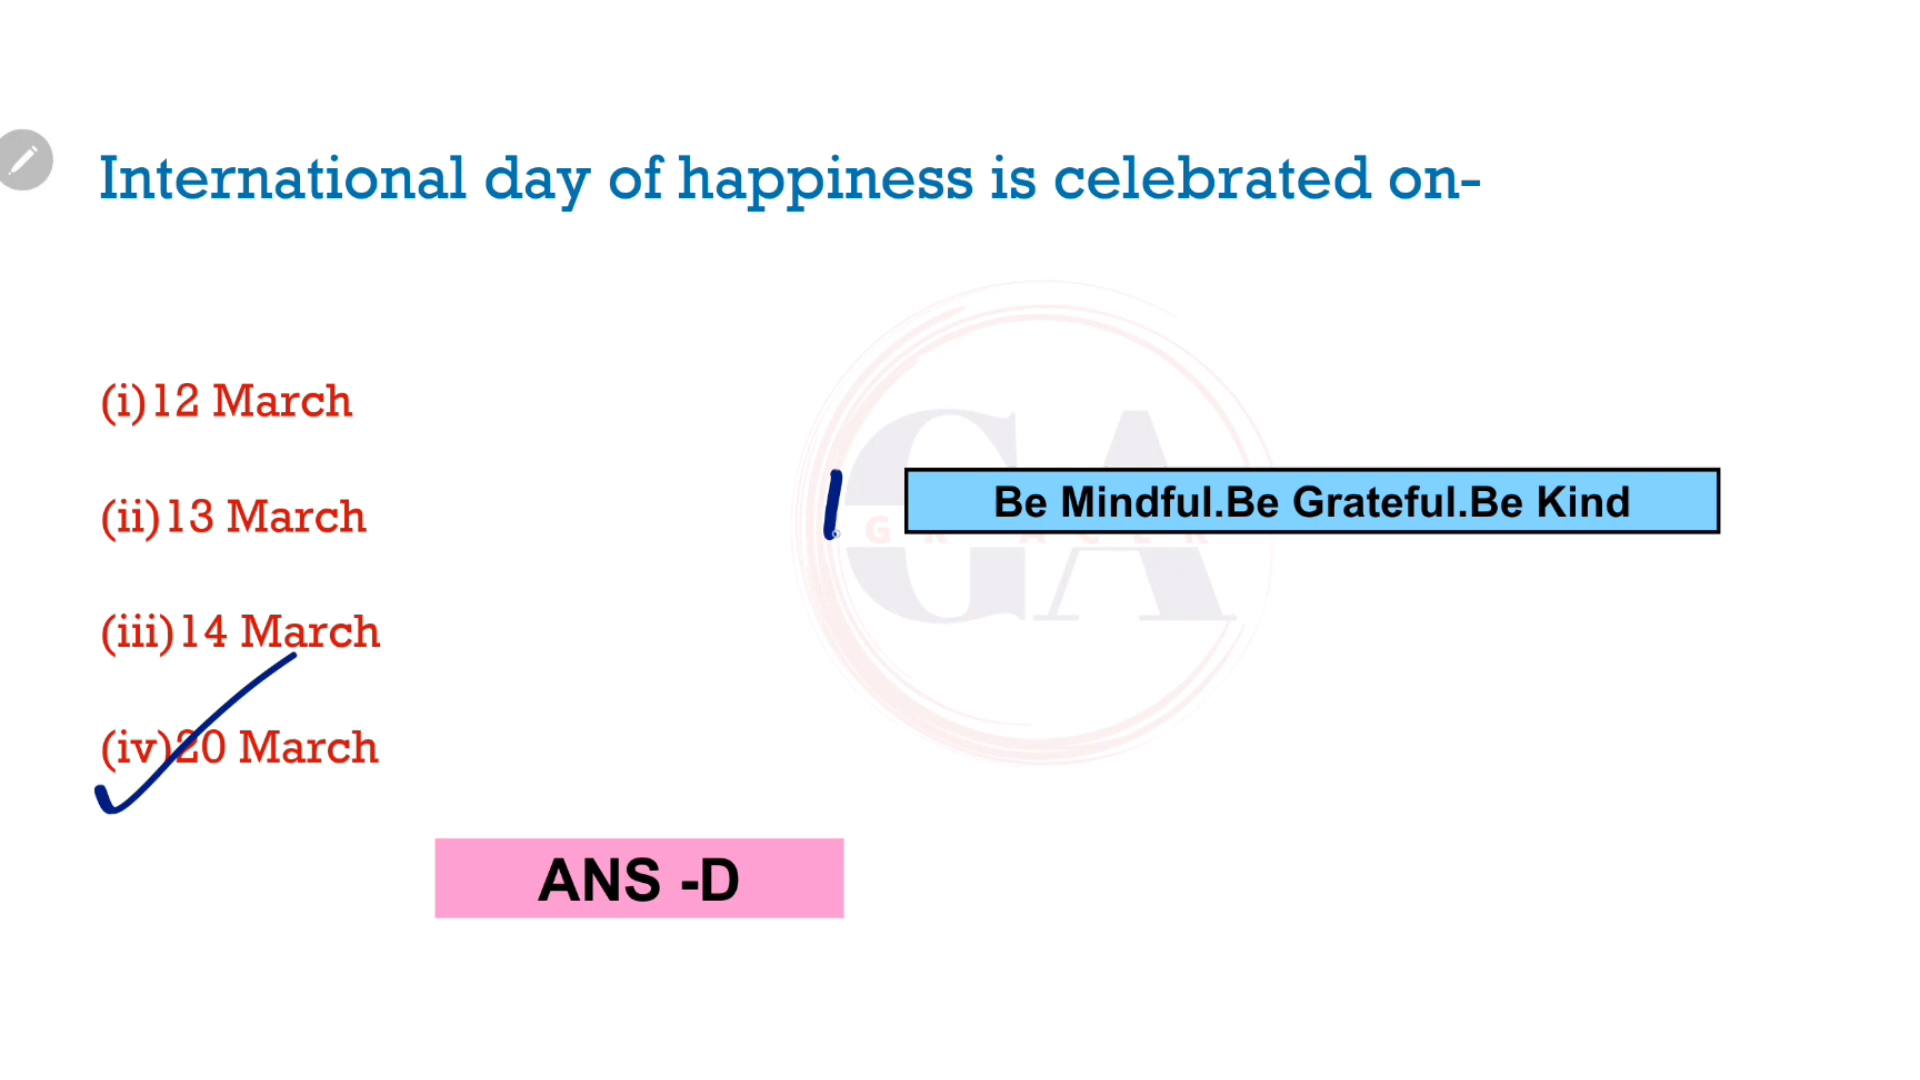 International day of happiness is celebrated on-
(i)12 March
(ii)13 March
(iii)14 March
(iv)20 March
Be Mindful.Be Grateful.Be Kind
GA
ANS -D